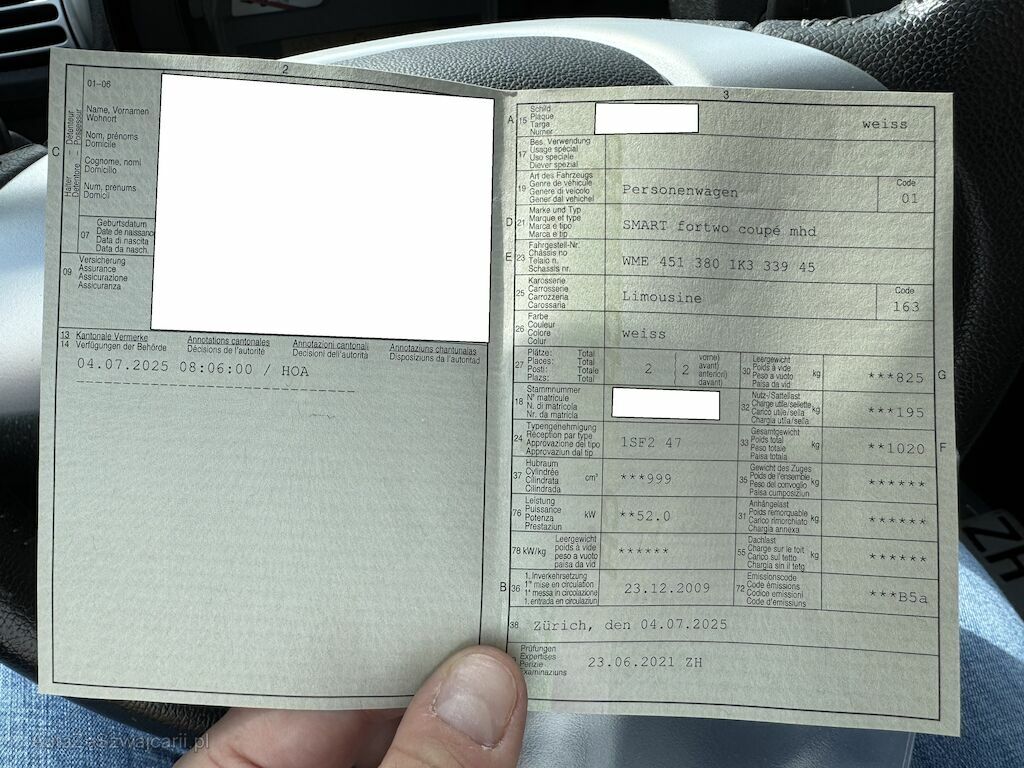 2
01–06
Name, Vornamen
Wohnort
Nom, prénoms
Domicile
Cognome, nomi
Domicilio
Num, prenums
Domicil
C
Halter – Détenteur
Detentore – Possessur
07
Geburtsdatum
Date de naissance
Data di nascita
Data da nasch.
09
Versicherung
Assurance
Assicurazione
Assicuranza
13 Kantonale Vermerke Annotations cantonales Annotazioni cantonali Annotaziuns chantunalas
14 Verfügungen der Behörde Décisions de l'autorité Decisioni dell'autorità Disposiziuns da l'autoritad
04.07.2025 08:06:00 / HOA
3
A 15
Schild
Plaque
Targa
Numer
weiss
17
Bes. Verwendung
Usage spécial
Uso speciale
Diever spezial
19
Art des Fahrzeugs
Genre de véhicule
Genere di veicolo
Gener dal vehichel
Personenwagen
Code
01
D 21
Marke und Typ
Marque et type
Marca e tipo
Marca e tip
SMART fortwo coupé mhd
E 23
Fahrgestell-Nr.
Châssis no
Telaio n.
Schassis nr.
WME 451 380 1K3 339 45
25
Karosserie
Carrosserie
Carrozzeria
Carossaria
Limousine
Code
163
26
Farbe
Couleur
Colore
Colur
weiss
27
Plätze: Total
Places: Total
Posti: Totale
Plazs: Total
2 ( 2
vorne)
avant)
anteriori)
davant)
30
Leergewicht
Poids à vide
Peso a vuoto
Paisa da vid
kg
***825
G
18
Stammnummer
N° matricule
N. di matricola
Nr. da matricla
32
Nutz-/Sattellast
Charge utile/sellette
Carico utile/sella
Chargia utila/sella
kg
***195
24
Typengenehmigung
Réception par type
Approvazione del tipo
Approvaziun dal tip
1SF2 47
33
Gesamtgewicht
Poids total
Peso totale
Paisa totala
kg
**1020
F
37
Hubraum
Cylindrée
Cilindrata
Cilindrada
cm³
***999
35
Gewicht des Zuges
Poids de l'ensemble
Peso del convoglio
Paisa cumposiziun
kg
******
76
Leistung
Puissance
Potenza
Prestaziun
kW
**52.0
31
Anhängelast
Poids remorquable
Carico rimorchiato
Chargia annexa
kg
******
78 kW/kg
Leergewicht
poids à vide
peso a vuoto
paisa da vid
******
55
Dachlast
Charge sur le toit
Carico sul tetto
Chargia sin il tetg
kg
******
B 36
1. Inverkehrsetzung
1re mise en circulation
1a messa in circolazione
1. entrada en circulaziun
23.12.2009
72
Emissionscode
Code émissions
Codice emissioni
Code d'emissiuns
***B5a
38 Zürich, den 04.07.2025
Prüfungen
Expertises
Perizie
Examinaziuns
23.06.2021 ZH
ZH
AutaZeSzwajcarii.pl